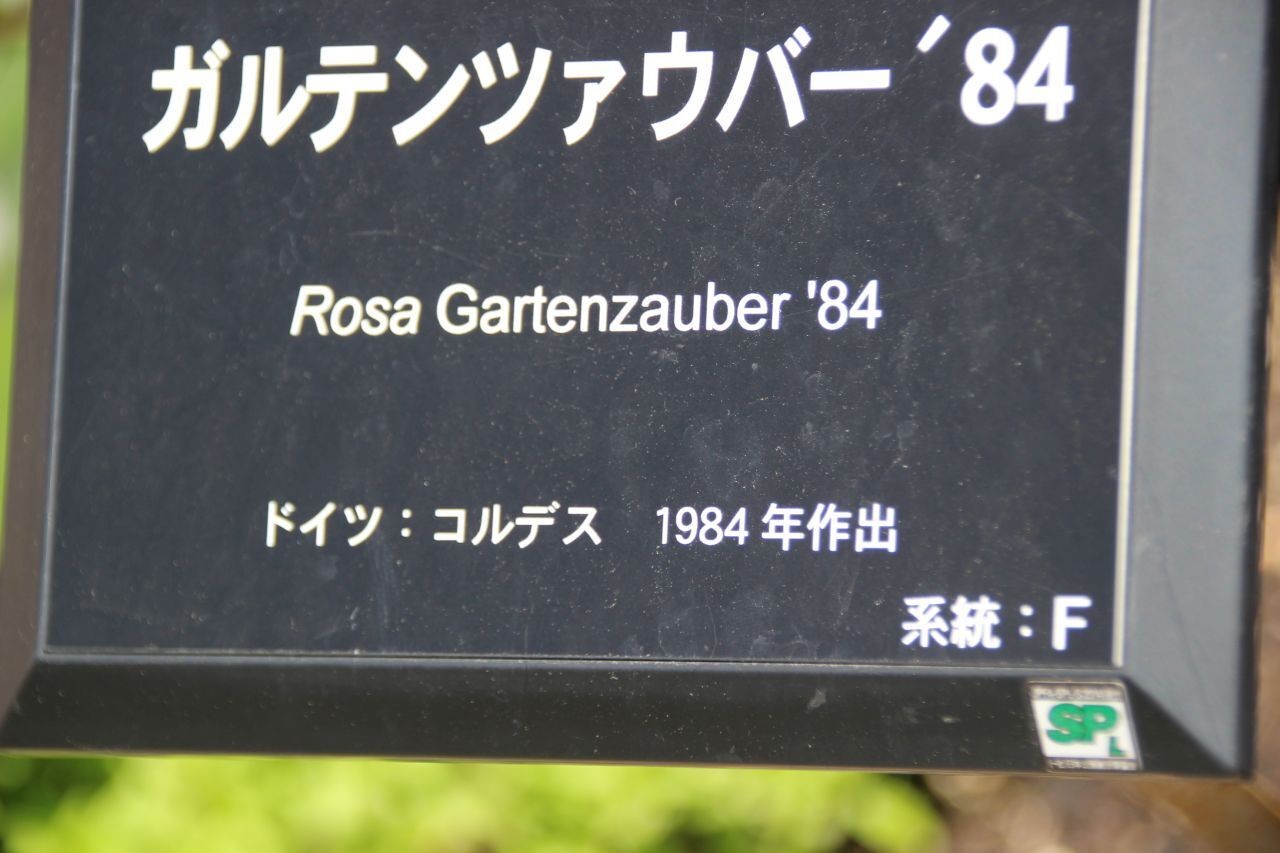 ガルテンツァウバー ´84
Rosa Gartenzauber '84
ドイツ：コルデス　1984 年作出
系統：F
SP
L